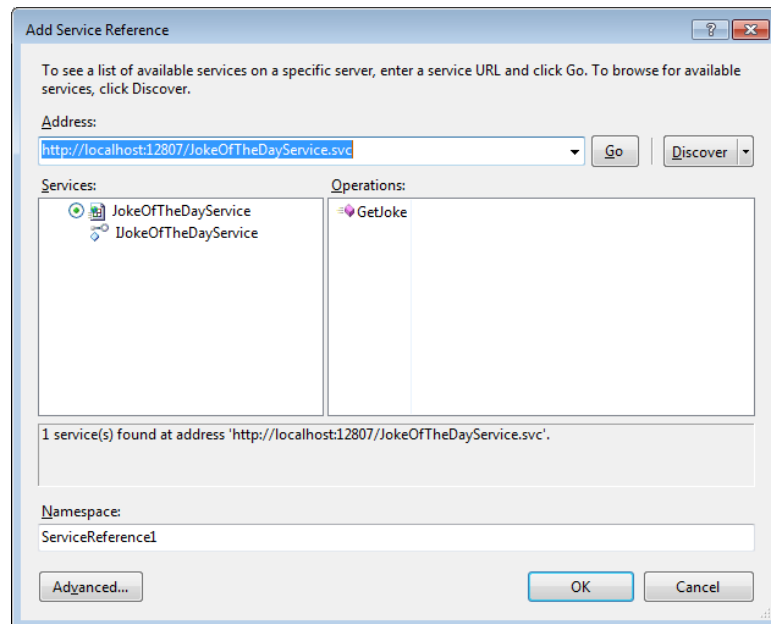 Add Service Reference
To see a list of available services on a specific server, enter a service URL and click Go. To browse for available
services, click Discover.
Address:
http://localhost:12807/JokeOfTheDayService.svc
Go
Discover
Services:
Operations:
JokeOfTheDayService
GetJoke
IJokeOfTheDayService
1 service(s) found at address 'http://localhost:12807/JokeOfTheDayService.svc'.
Namespace:
ServiceReference1
Advanced...
OK
Cancel